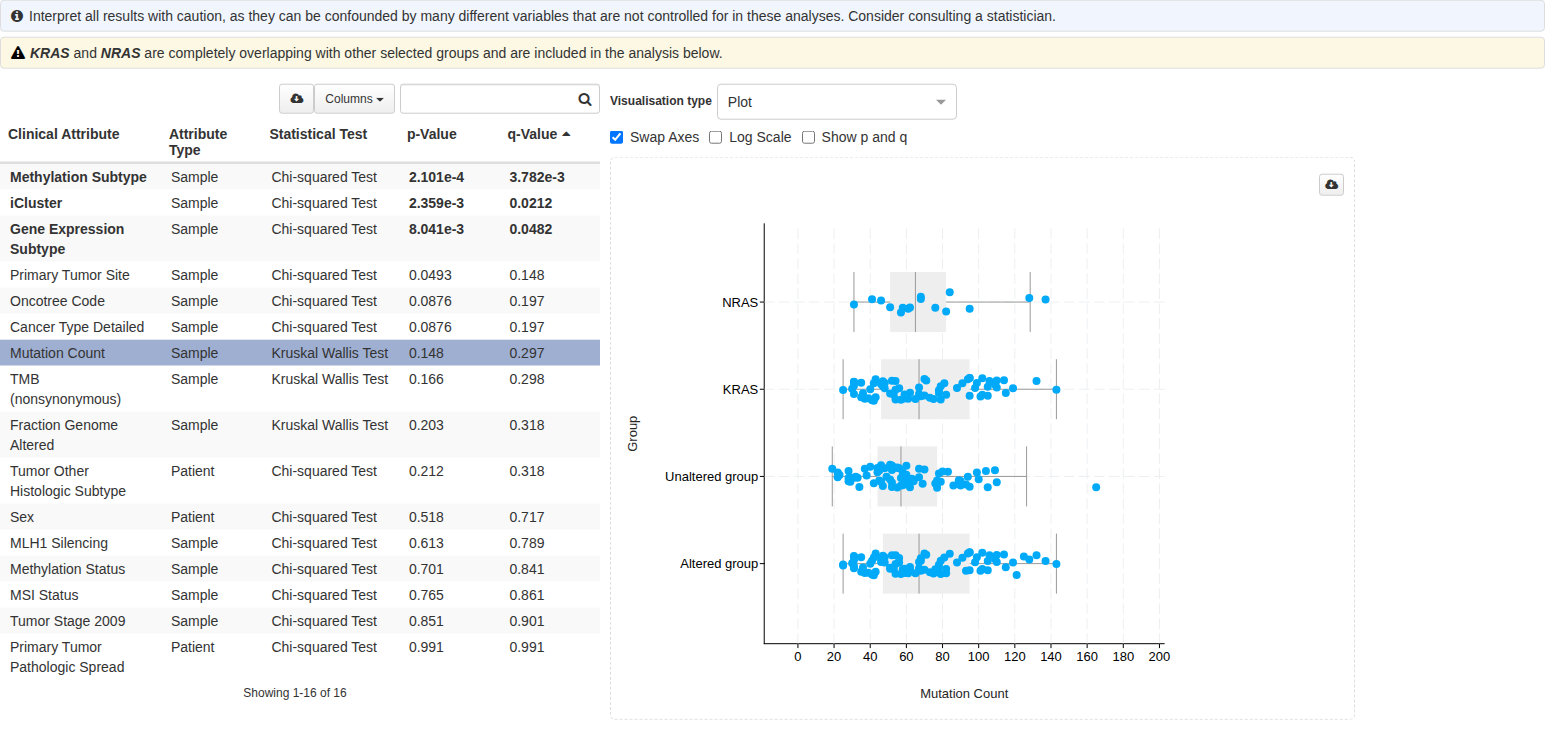 Interpret all results with caution, as they can be confounded by many different variables that are not controlled for in these analyses. Consider consulting a statistician.
KRAS and NRAS are completely overlapping with other selected groups and are included in the analysis below.
Columns
Clinical Attribute Attribute Type Statistical Test p-Value q-Value
Methylation Subtype Sample Chi-squared Test 2.101e-4 3.782e-3
iCluster Sample Chi-squared Test 2.359e-3 0.0212
Gene Expression Subtype Sample Chi-squared Test 8.041e-3 0.0482
Primary Tumor Site Sample Chi-squared Test 0.0493 0.148
Oncotree Code Sample Chi-squared Test 0.0876 0.197
Cancer Type Detailed Sample Chi-squared Test 0.0876 0.197
Mutation Count Sample Kruskal Wallis Test 0.148 0.297
TMB (nonsynonymous) Sample Kruskal Wallis Test 0.166 0.298
Fraction Genome Altered Sample Kruskal Wallis Test 0.203 0.318
Tumor Other Histologic Subtype Patient Chi-squared Test 0.212 0.318
Sex Patient Chi-squared Test 0.518 0.717
MLH1 Silencing Sample Chi-squared Test 0.613 0.789
Methylation Status Sample Chi-squared Test 0.701 0.841
MSI Status Sample Chi-squared Test 0.765 0.861
Tumor Stage 2009 Sample Chi-squared Test 0.851 0.901
Primary Tumor Pathologic Spread Patient Chi-squared Test 0.991 0.991
Showing 1-16 of 16
Visualisation type Plot
Swap Axes Log Scale Show p and q
NRAS
KRAS
Unaltered group
Altered group
Group
0 20 40 60 80 100 120 140 160 180 200
Mutation Count